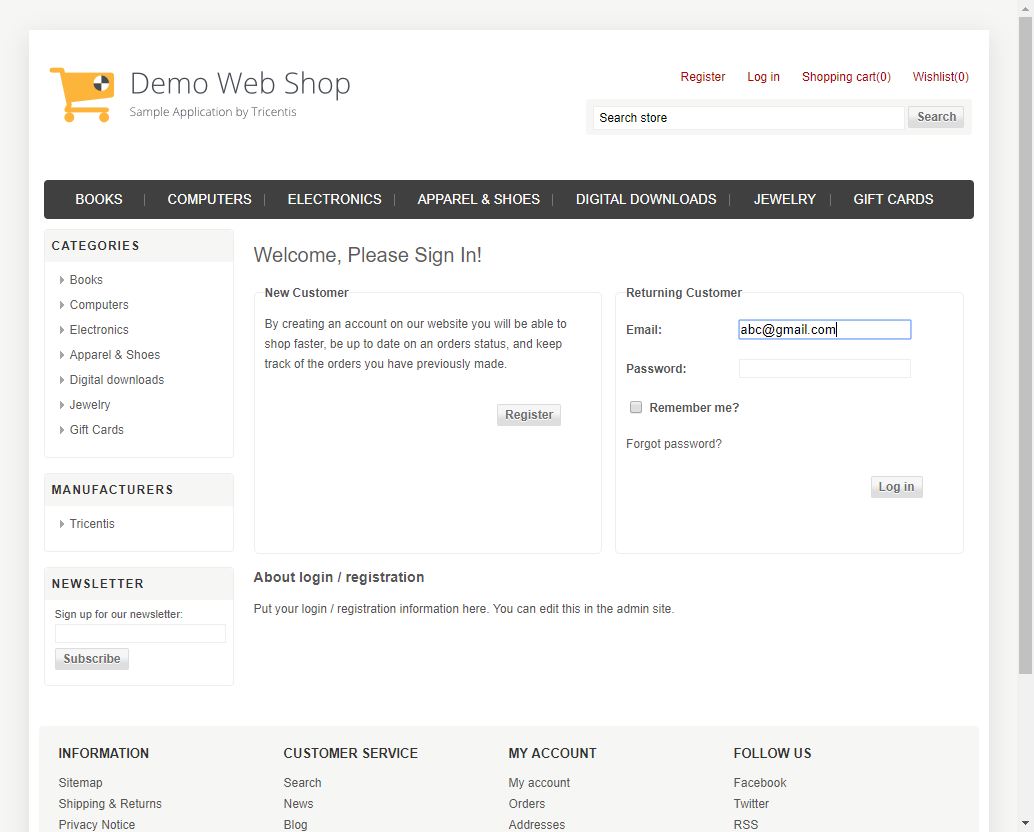 Demo Web Shop
Sample Application by Tricentis
Register Log in Shopping cart(0) Wishlist(0)
Search store Search
BOOKS COMPUTERS ELECTRONICS APPAREL & SHOES DIGITAL DOWNLOADS JEWELRY GIFT CARDS
CATEGORIES
Books
Computers
Electronics
Apparel & Shoes
Digital downloads
Jewelry
Gift Cards
MANUFACTURERS
Tricentis
NEWSLETTER
Sign up for our newsletter:
Subscribe
Welcome, Please Sign In!
New Customer
By creating an account on our website you will be able to
shop faster, be up to date on an orders status, and keep
track of the orders you have previously made.
Register
Returning Customer
Email: abc@gmail.com
Password:
Remember me?
Forgot password?
Log in
About login / registration
Put your login / registration information here. You can edit this in the admin site.
INFORMATION
Sitemap
Shipping & Returns
Privacy Notice
CUSTOMER SERVICE
Search
News
Blog
MY ACCOUNT
My account
Orders
Addresses
FOLLOW US
Facebook
Twitter
RSS